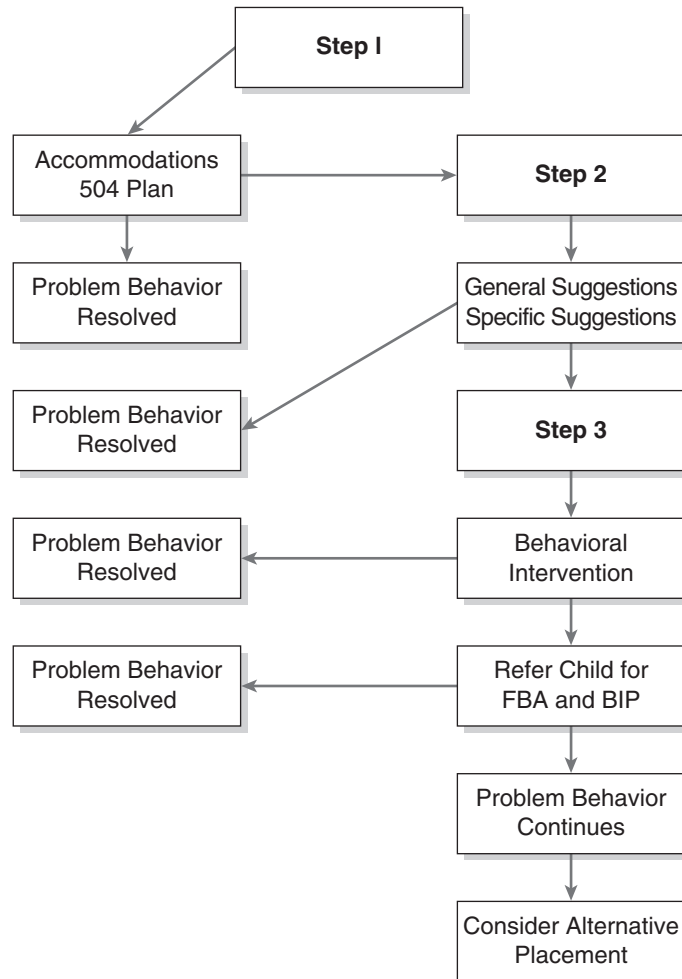 Step I
Accommodations
504 Plan
Step 2
Problem Behavior
Resolved
General Suggestions
Specific Suggestions
Problem Behavior
Resolved
Step 3
Problem Behavior
Resolved
Behavioral
Intervention
Problem Behavior
Resolved
Refer Child for
FBA and BIP
Problem Behavior
Continues
Consider Alternative
Placement